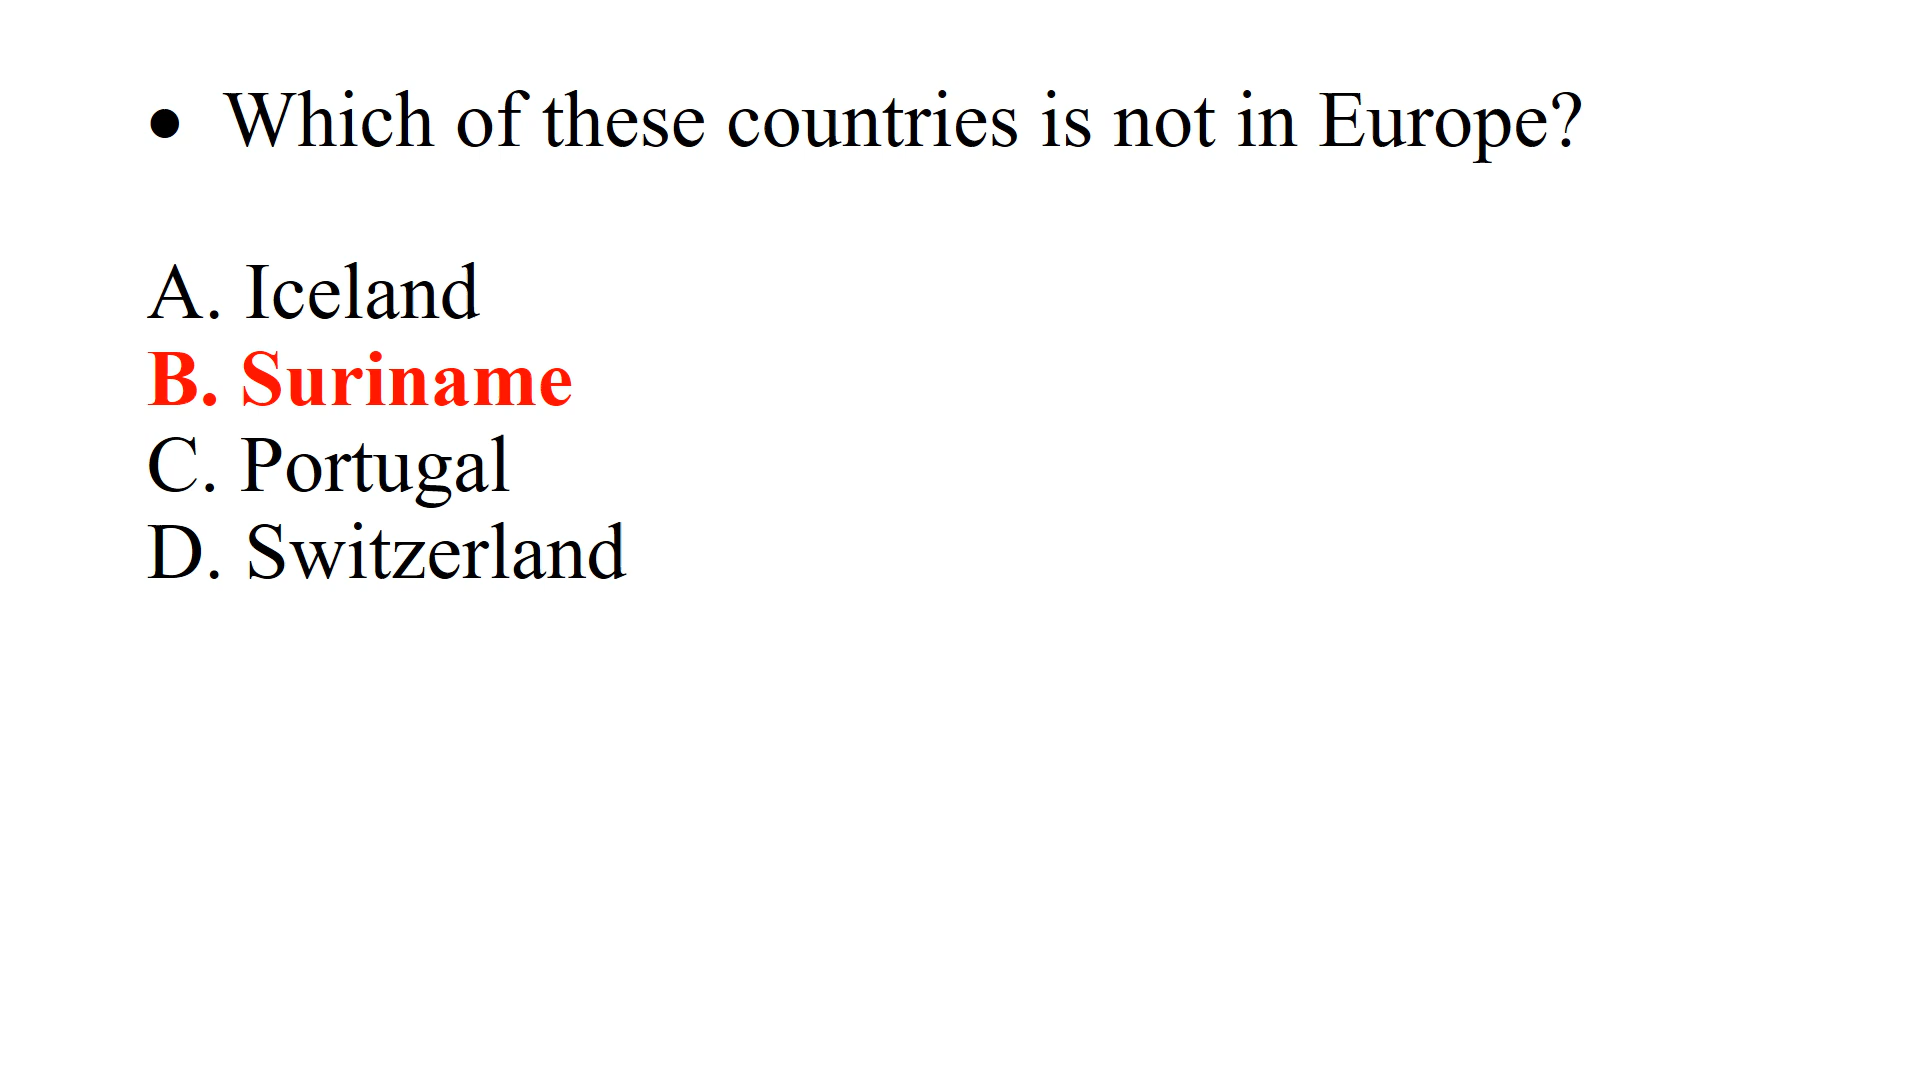 • Which of these countries is not in Europe?
A. Iceland
B. Suriname
C. Portugal
D. Switzerland